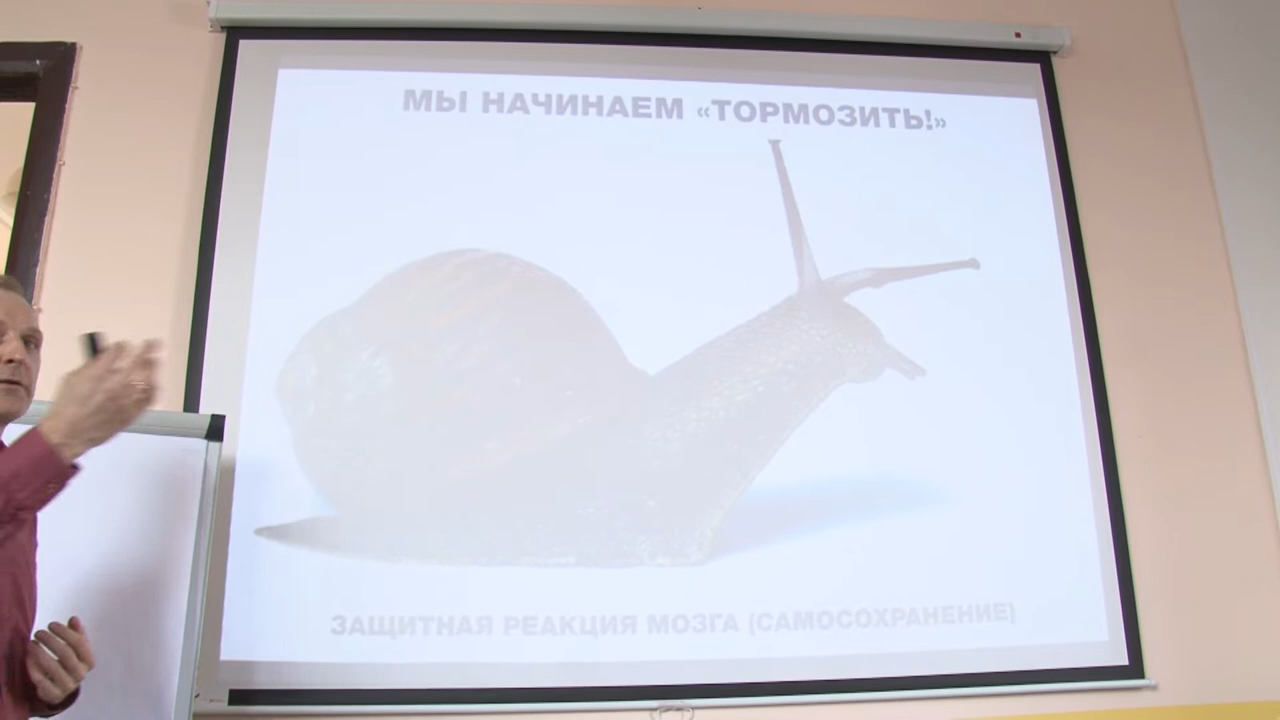 МЫ НАЧИНАЕМ «ТОРМОЗИТЬ!»
ЗАЩИТНАЯ РЕАКЦИЯ МОЗГА (САМОСОХРАНЕНИЕ)